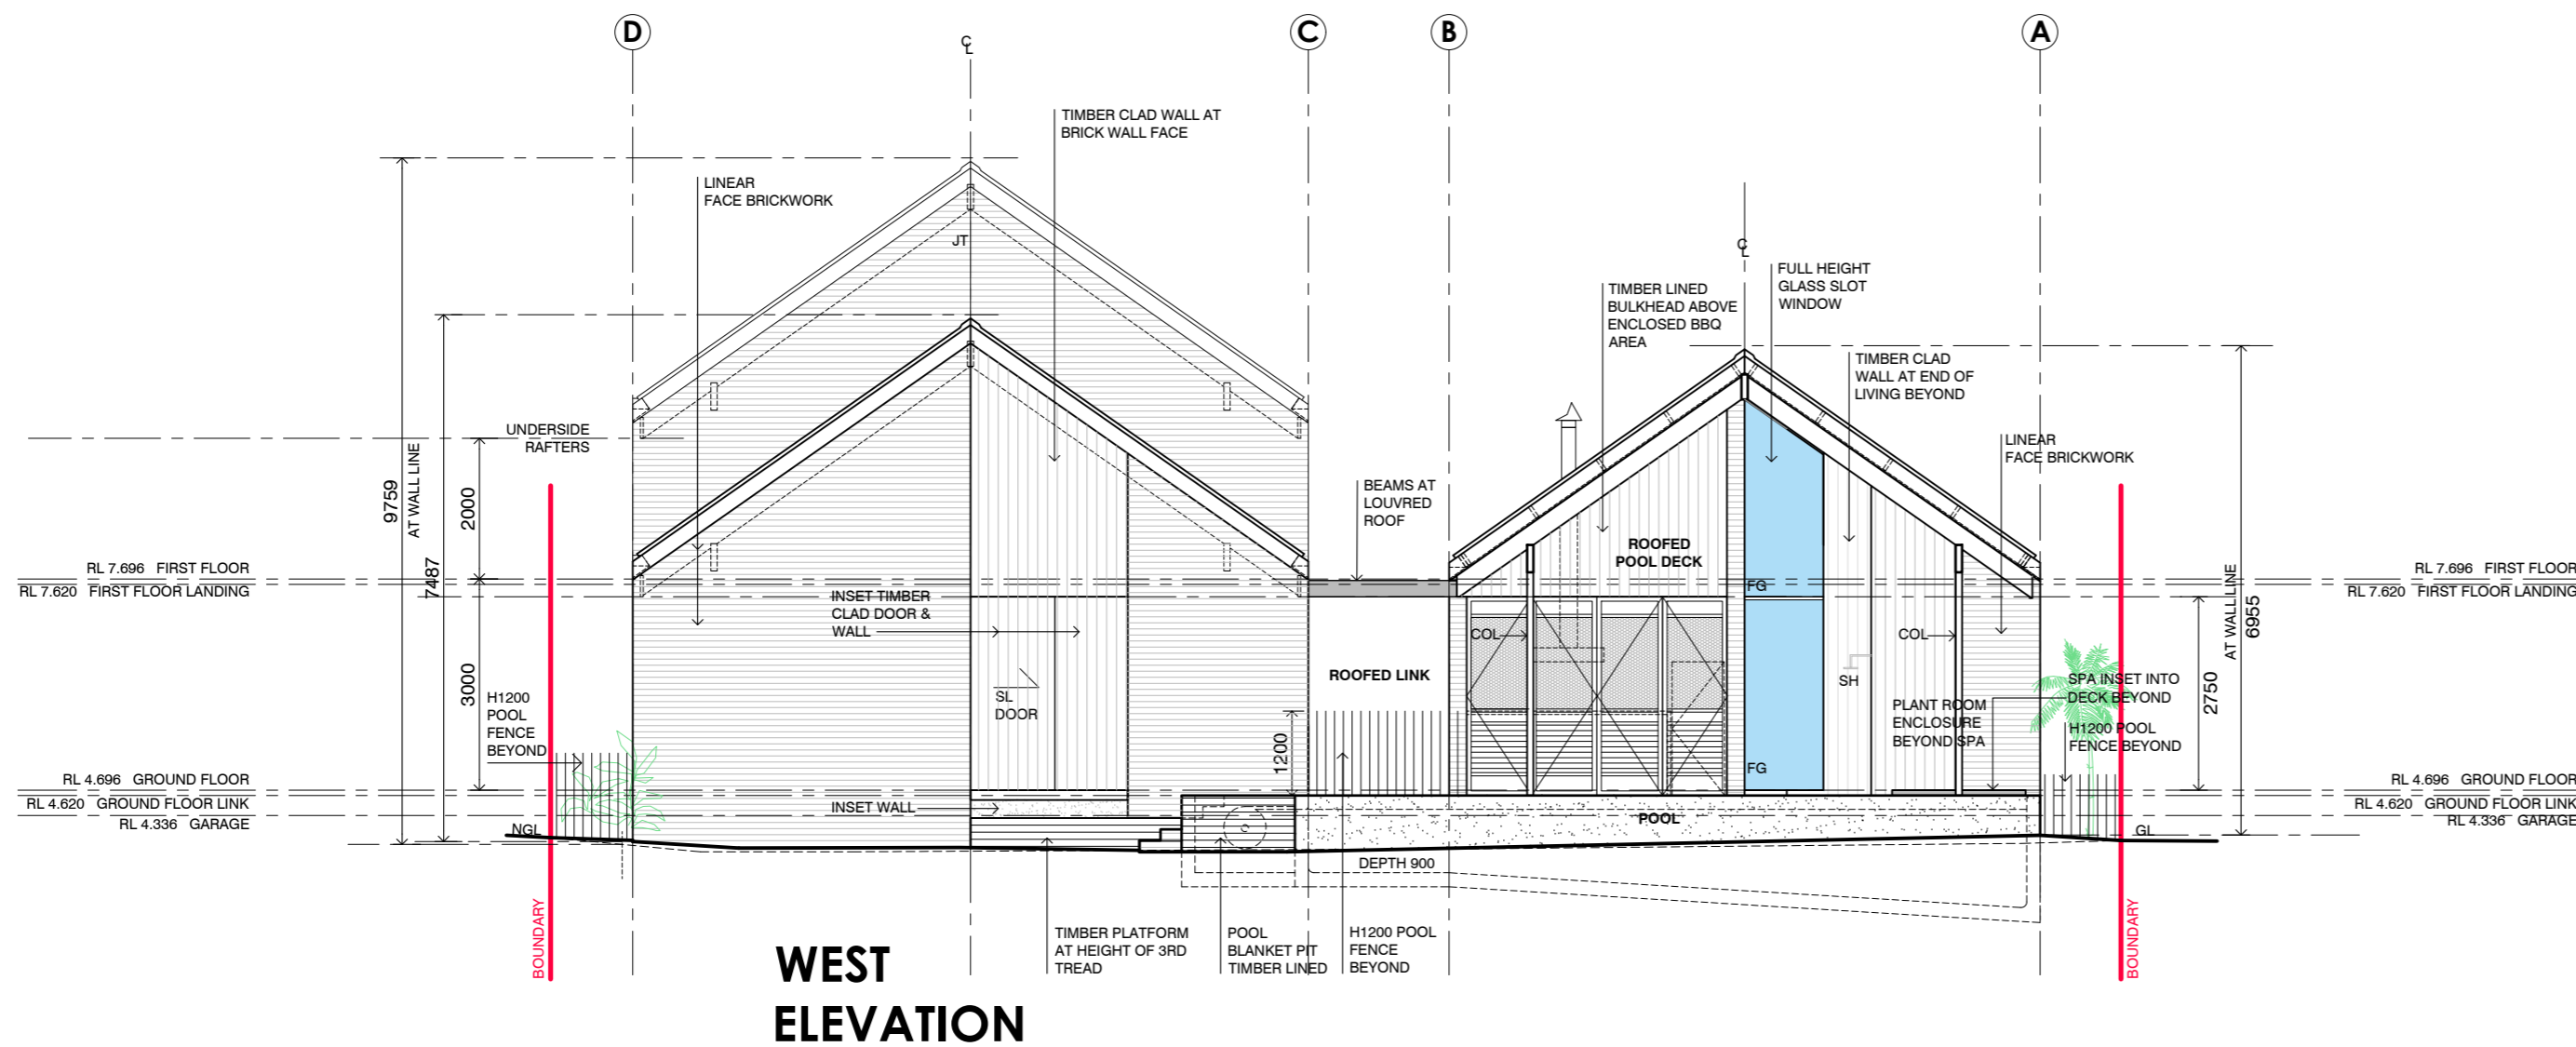 D
C
B
A
CL
TIMBER CLAD WALL AT
BRICK WALL FACE
LINEAR
FACE BRICKWORK
JT
CL
FULL HEIGHT
GLASS SLOT
WINDOW
TIMBER LINED
BULKHEAD ABOVE
ENCLOSED BBQ
AREA
TIMBER CLAD
WALL AT END OF
LIVING BEYOND
UNDERSIDE
RAFTERS
LINEAR
FACE BRICKWORK
9759
AT WALL LINE
7487
2000
3000
BEAMS AT
LOUVRED
ROOF
ROOFED
POOL DECK
RL 7.696 FIRST FLOOR
RL 7.620 FIRST FLOOR LANDING
RL 7.696 FIRST FLOOR
RL 7.620 FIRST FLOOR LANDING
INSET TIMBER
CLAD DOOR &
WALL
FG
COL
COL
AT WALL LINE
6955
2750
ROOFED LINK
SH
SL
DOOR
H1200
POOL
FENCE
BEYOND
1200
PLANT ROOM
ENCLOSURE
BEYOND SPA
SPA INSET INTO
DECK BEYOND
H1200 POOL
FENCE BEYOND
FG
RL 4.696 GROUND FLOOR
RL 4.620 GROUND FLOOR LINK
RL 4.336 GARAGE
RL 4.696 GROUND FLOOR
RL 4.620 GROUND FLOOR LINK
RL 4.336 GARAGE
INSET WALL
POOL
NGL
GL
C
DEPTH 900
BOUNDARY
TIMBER PLATFORM
AT HEIGHT OF 3RD
TREAD
POOL
BLANKET PIT
TIMBER LINED
H1200 POOL
FENCE
BEYOND
BOUNDARY
WEST
ELEVATION